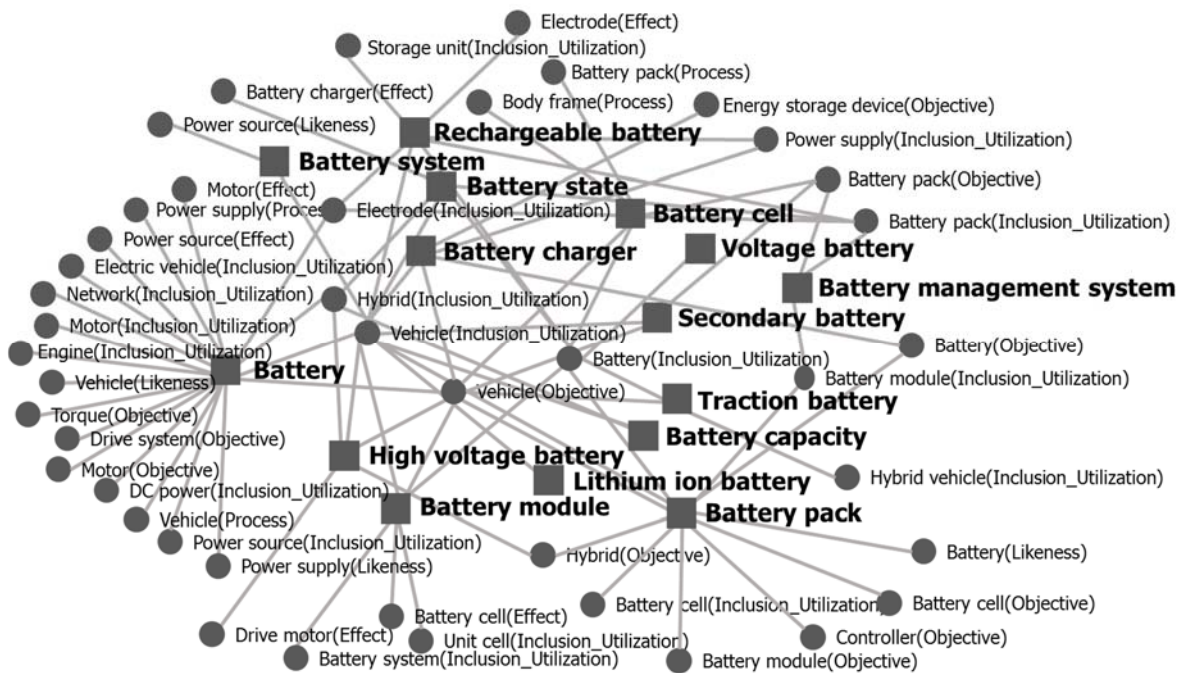 Electrode(Effect)
Storage unit(Inclusion_Utilization)
Battery pack(Process)
Battery charger(Effect)
Body frame(Process)
Energy storage device(Objective)
Power source(Likeness)
Rechargeable battery
Power supply(Inclusion_Utilization)
Battery system
Battery state
Battery pack(Objective)
Motor(Effect)
Power supply(Process)
Electrode(Inclusion_Utilization)
Battery cell
Battery pack(Inclusion_Utilization)
Power source(Effect)
Battery charger
Voltage battery
Electric vehicle(Inclusion_Utilization)
Battery management system
Network(Inclusion_Utilization)
Hybrid(Inclusion_Utilization)
Secondary battery
Motor(Inclusion_Utilization)
Vehicle(Inclusion_Utilization)
Battery(Objective)
Engine(Inclusion_Utilization)
Battery(Inclusion_Utilization)
Battery
Battery module(Inclusion_Utilization)
Vehicle(Likeness)
Vehicle(Objective)
Traction battery
Torque(Objective)
Drive system(Objective)
Battery capacity
High voltage battery
Motor(Objective)
Lithium ion battery
Hybrid vehicle(Inclusion_Utilization)
DC power(Inclusion_Utilization)
Battery module
Battery pack
Vehicle(Process)
Power source(Inclusion_Utilization)
Hybrid(Objective)
Battery(Likeness)
Power supply(Likeness)
Battery cell(Inclusion_Utilization)
Battery cell(Objective)
Battery cell(Effect)
Drive motor(Effect)
Unit cell(Inclusion_Utilization)
Controller(Objective)
Battery system(Inclusion_Utilization)
Battery module(Objective)